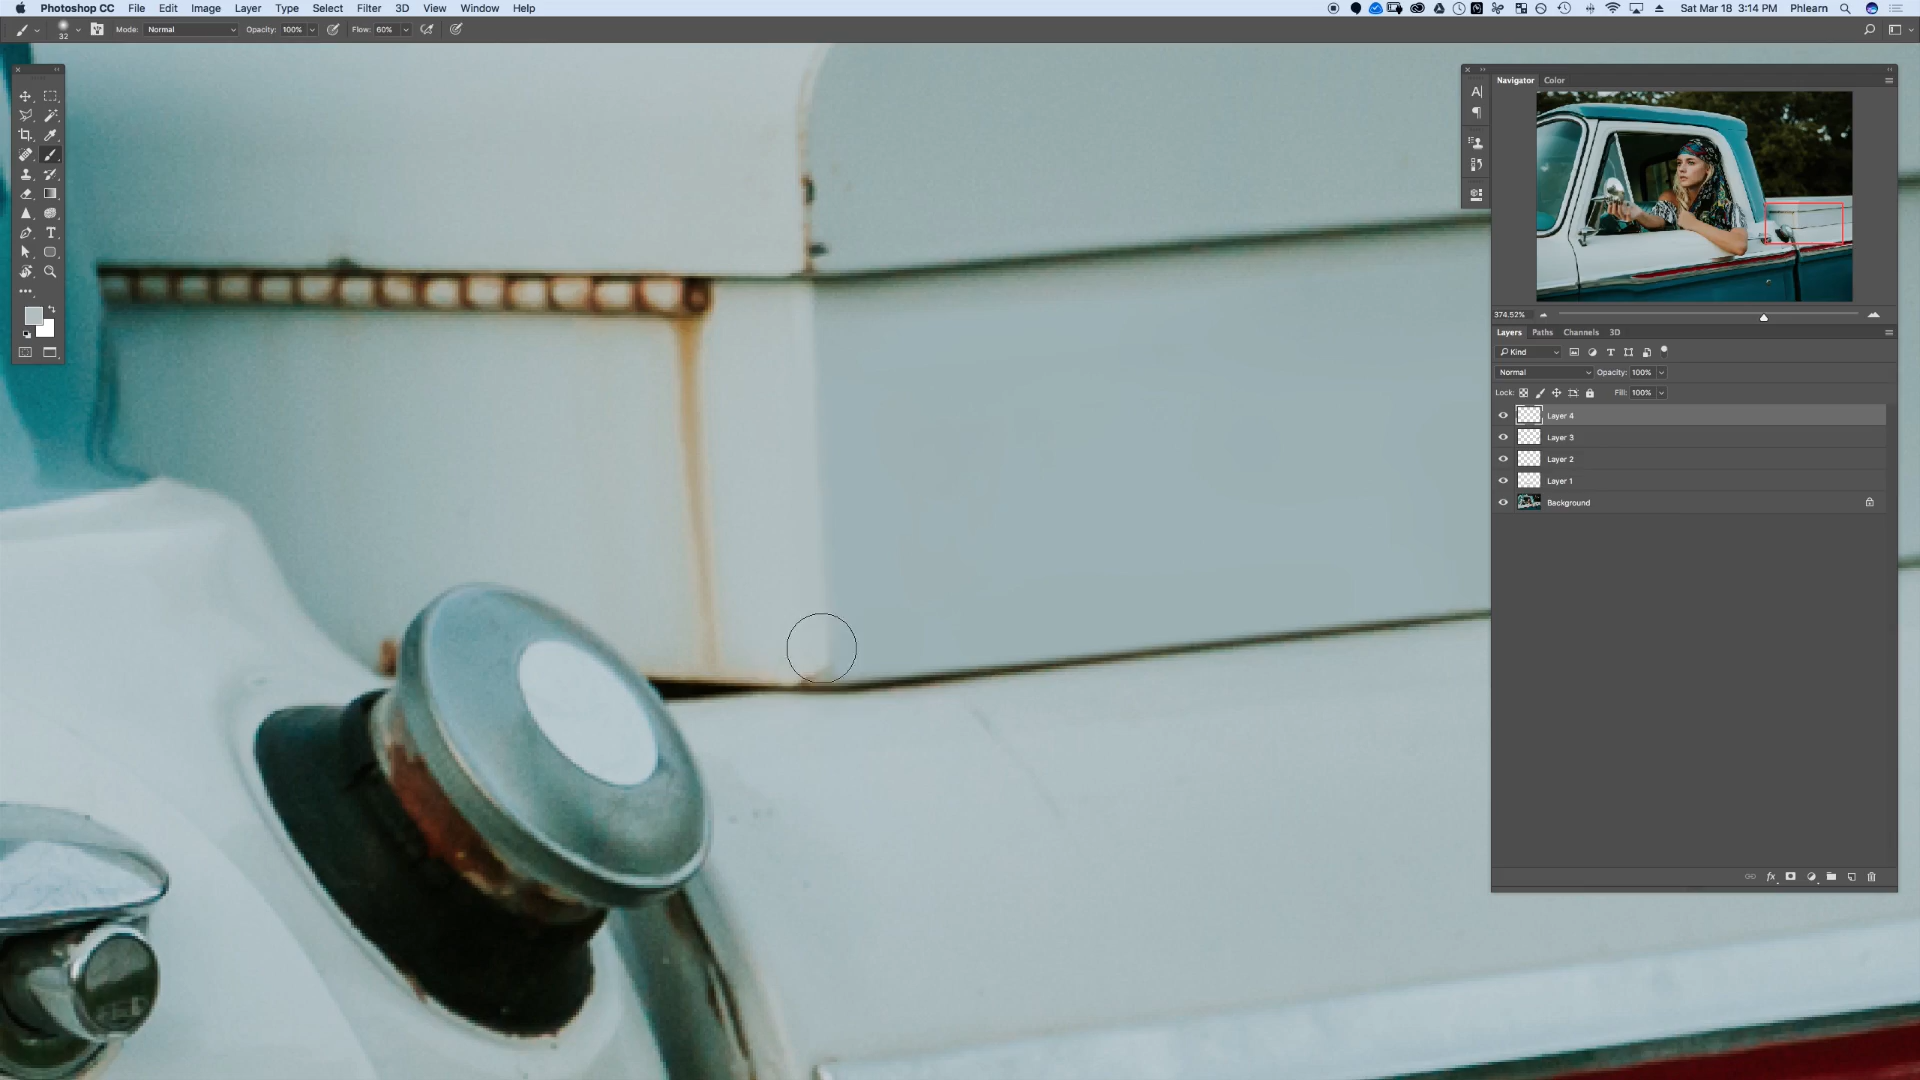 Photoshop CC File Edit Image Layer Type Select Filter 3D View Window Help Sat Mar 18 3:14 PM Phlearn
32 Mode: Normal Opacity: 100% Flow: 60%
Navigator Color
374.52%
Layers Paths Channels 3D
Kind
Normal Opacity: 100%
Lock: Fill: 100%
Layer 4
Layer 3
Layer 2
Layer 1
Background